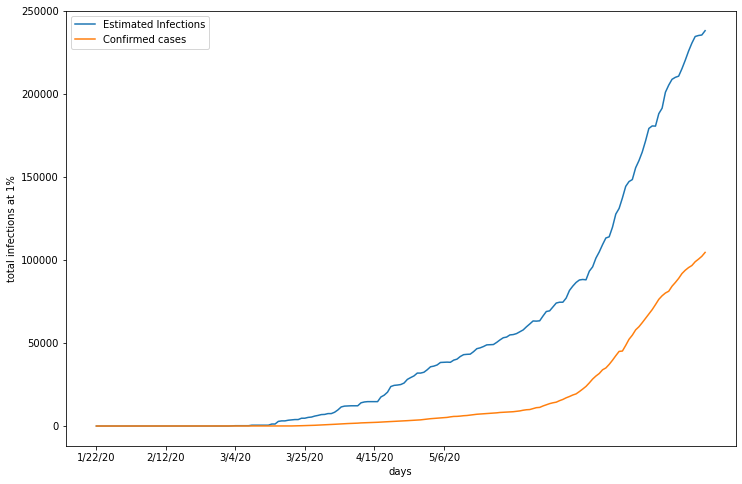 250000
Estimated Infections
Confirmed cases
200000
150000
total infections at 1%
100000
50000
0
1/22/20 2/12/20 3/4/20 3/25/20 4/15/20 5/6/20
days